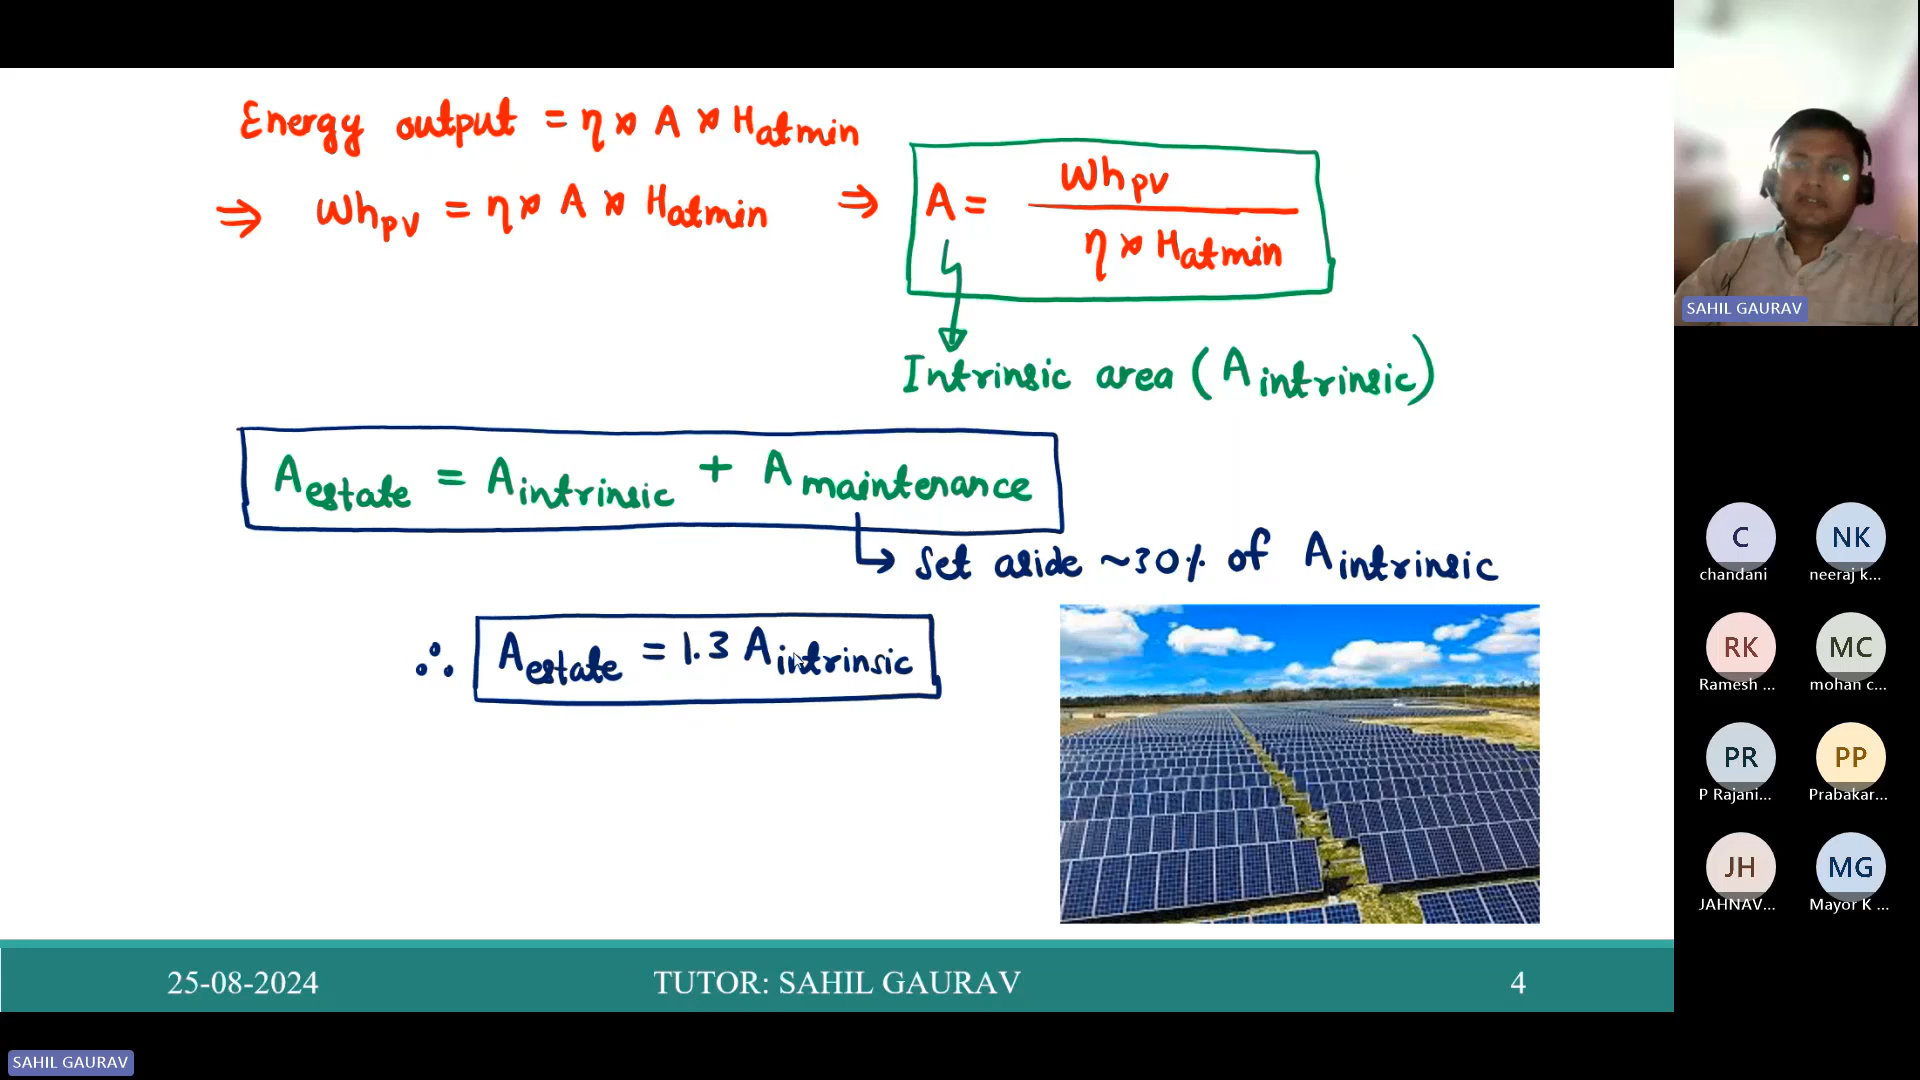 Energy output = η × A × Hatmin
⇒ Whpv = η × A × Hatmin ⇒ A = Whpv / η × Hatmin
Intrinsic area (Aintrinsic)
Aestate = Aintrinsic + Amaintenance
Set aside ~30% of Aintrinsic
∴ Aestate = 1.3 Aintrinsic
25-08-2024 TUTOR: SAHIL GAURAV 4
SAHIL GAURAV
SAHIL GAURAV
C NK
chandani neeraj k...
RK MC
Ramesh ... mohan c...
PR PP
P Rajani... Prabakar...
JH MG
JAHNAV... Mayor K ...